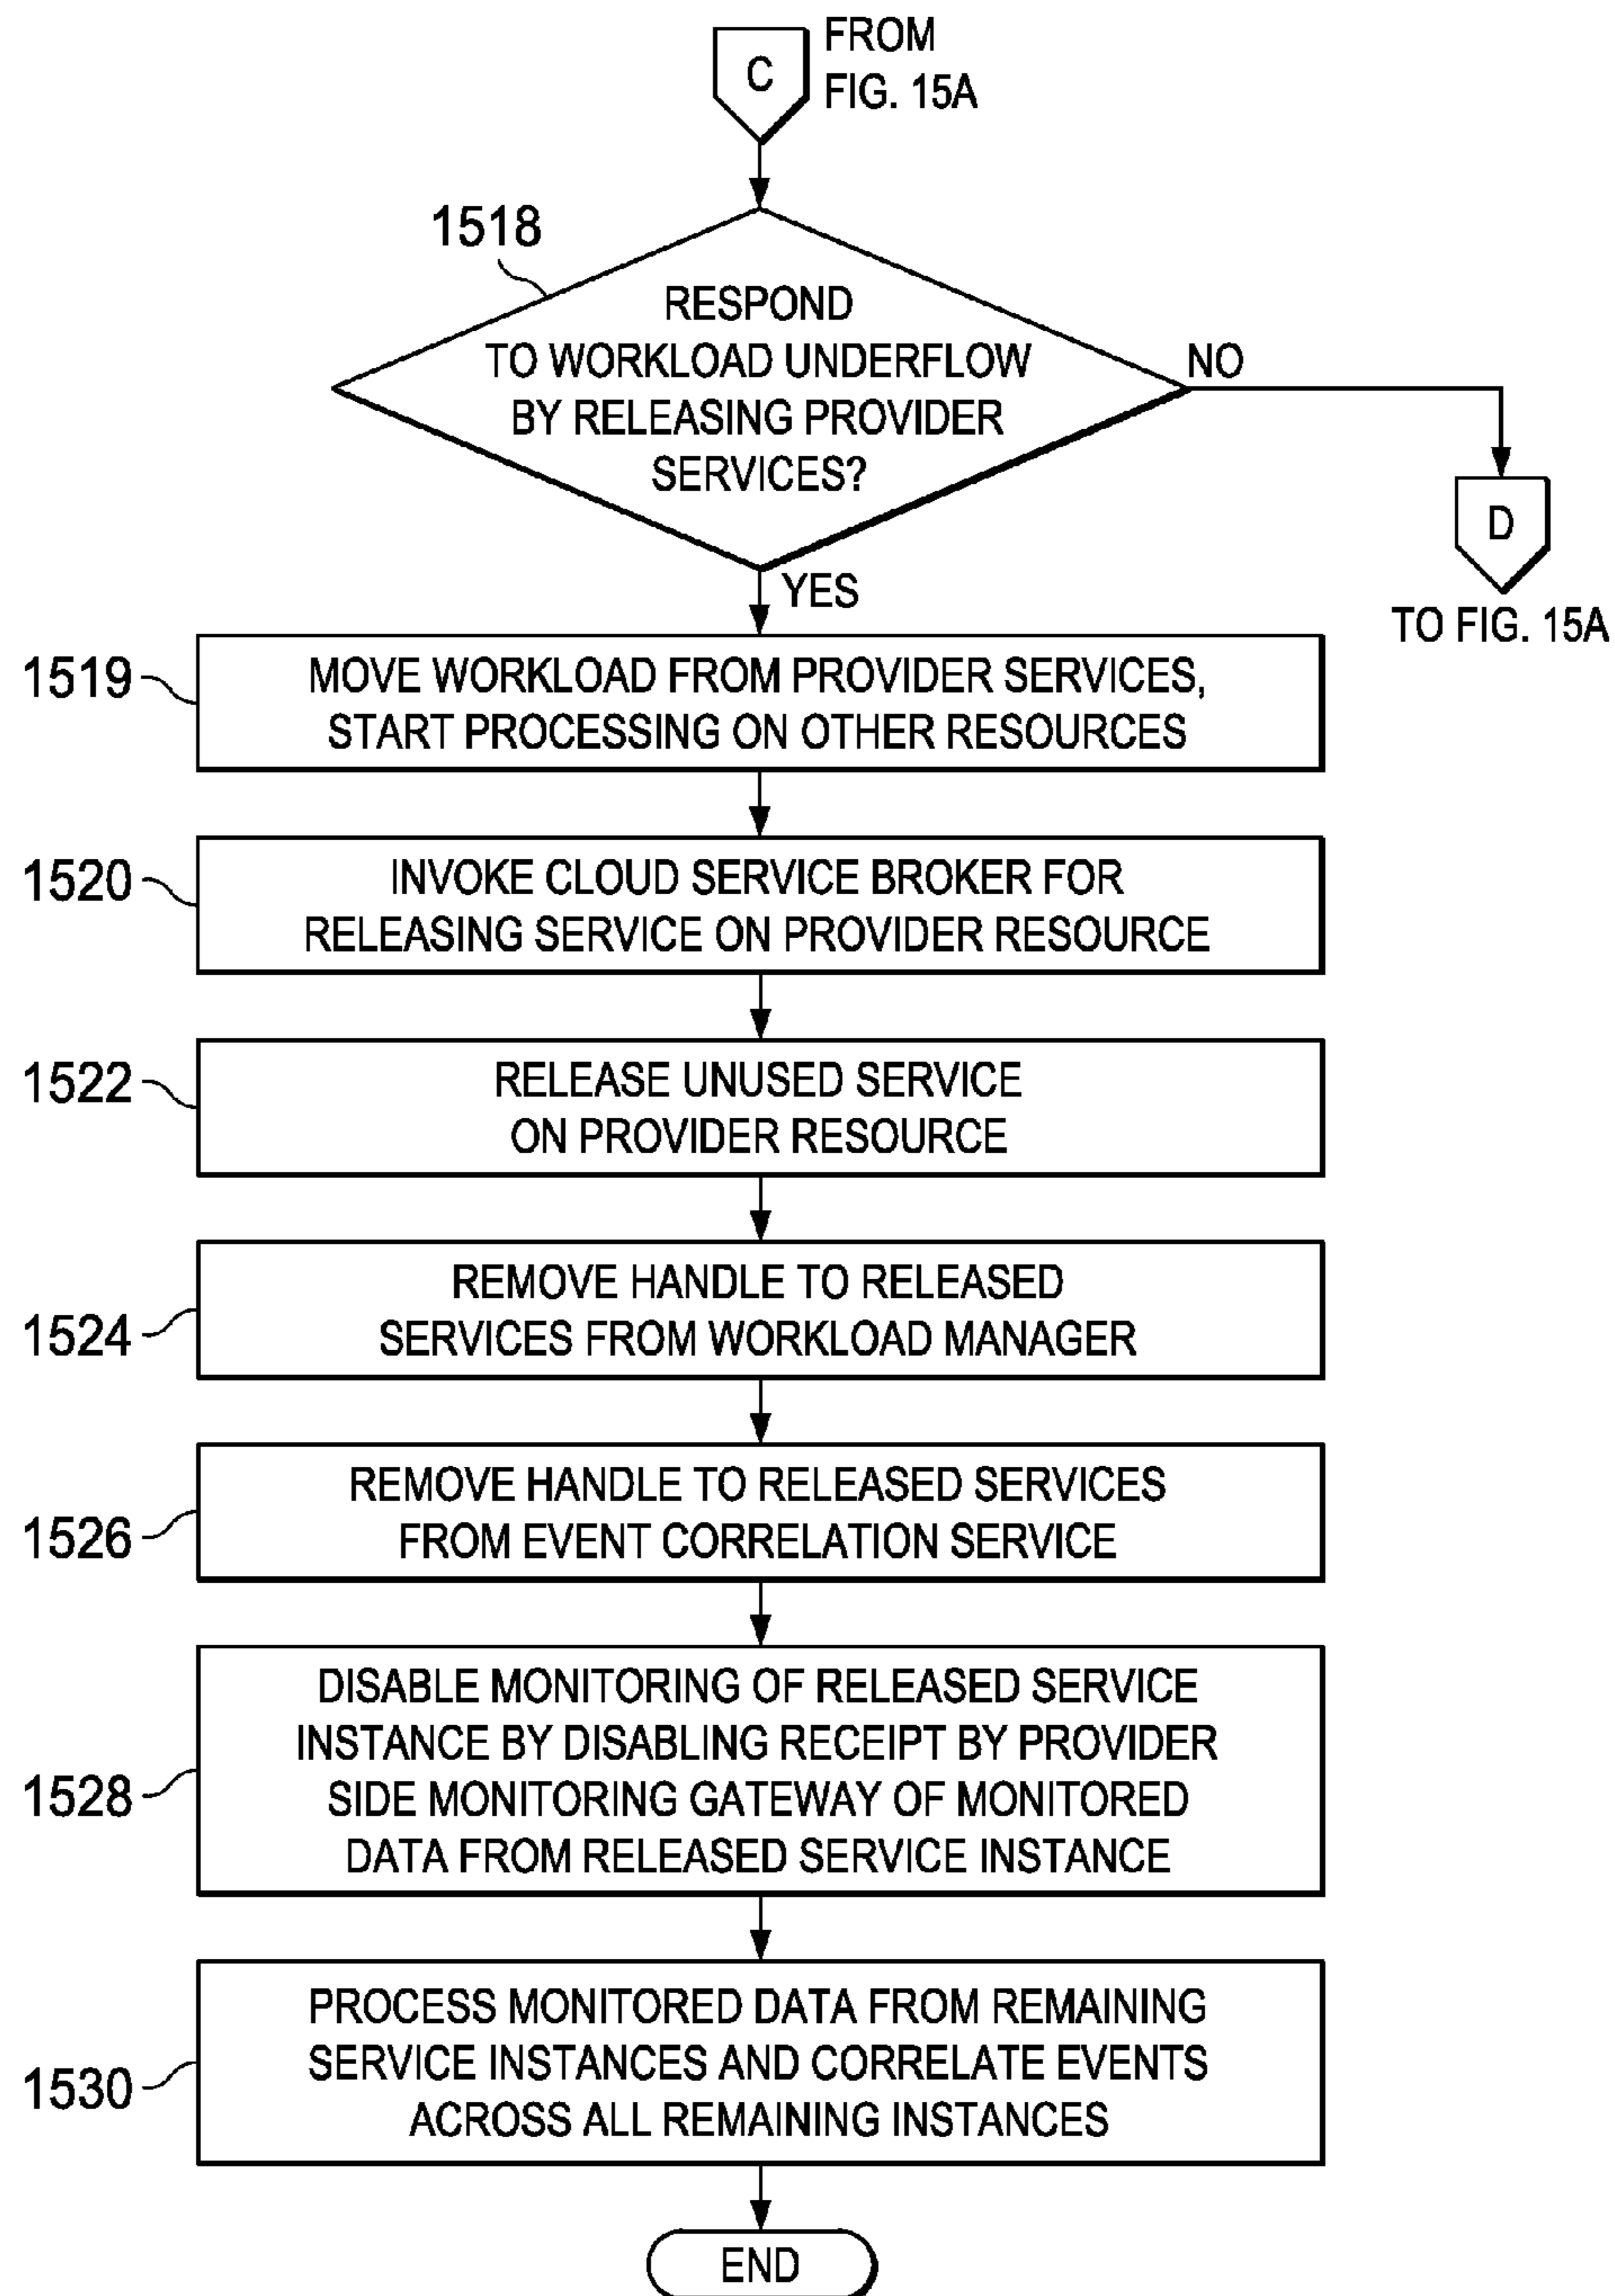 C
FROM
FIG. 15A
1518
RESPOND
TO WORKLOAD UNDERFLOW
BY RELEASING PROVIDER
SERVICES?
NO
D
TO FIG. 15A
YES
1519
MOVE WORKLOAD FROM PROVIDER SERVICES,
START PROCESSING ON OTHER RESOURCES
1520
INVOKE CLOUD SERVICE BROKER FOR
RELEASING SERVICE ON PROVIDER RESOURCE
1522
RELEASE UNUSED SERVICE
ON PROVIDER RESOURCE
1524
REMOVE HANDLE TO RELEASED
SERVICES FROM WORKLOAD MANAGER
1526
REMOVE HANDLE TO RELEASED SERVICES
FROM EVENT CORRELATION SERVICE
1528
DISABLE MONITORING OF RELEASED SERVICE
INSTANCE BY DISABLING RECEIPT BY PROVIDER
SIDE MONITORING GATEWAY OF MONITORED
DATA FROM RELEASED SERVICE INSTANCE
1530
PROCESS MONITORED DATA FROM REMAINING
SERVICE INSTANCES AND CORRELATE EVENTS
ACROSS ALL REMAINING INSTANCES
END